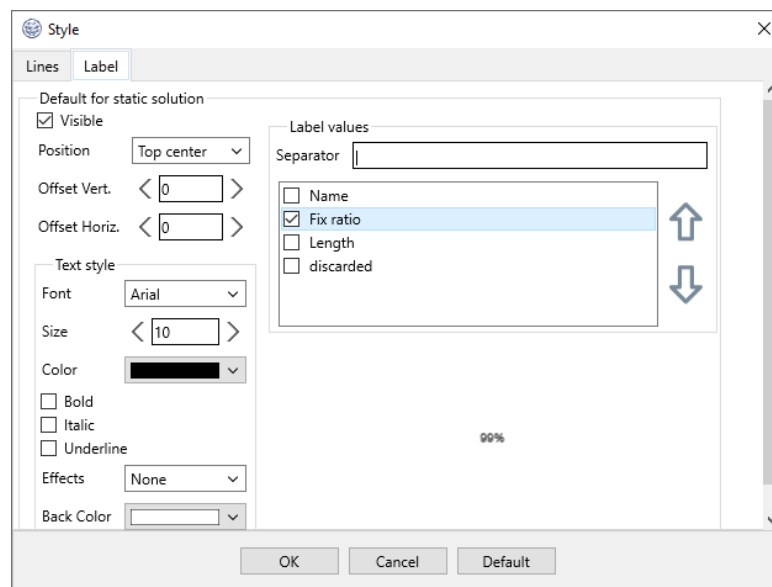 Style
Lines Label
Default for static solution
Visible
Position Top center
Offset Vert. 0
Offset Horiz. 0
Text style
Font Arial
Size 10
Color
Bold
Italic
Underline
Effects None
Back Color
Label values
Separator
Name
Fix ratio
Length
discarded
99%
OK Cancel Default